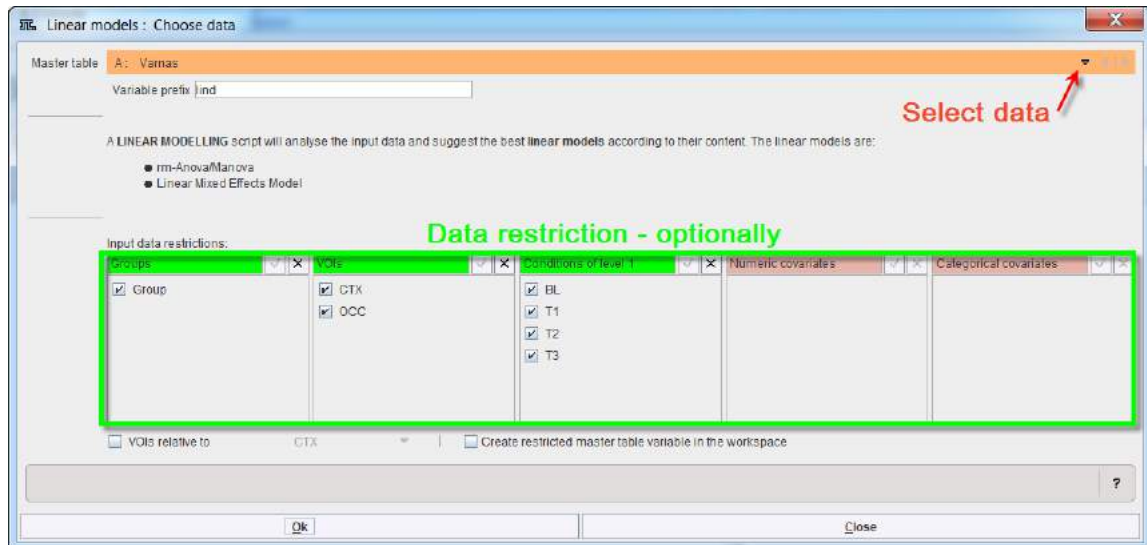 Linear models : Choose data
Master table A : Varnas
Select data
Variable prefix lind
A LINEAR MODELLING script will analyse the input data and suggest the best linear models according to their content. The linear models are:
rm-Anova/Manova
Linear Mixed Effects Model
Data restriction - optionally
Input data restrictions:
Groups VOIs Conditions of level 1 Numeric covariates Categorical covariates
Group CTX BL
OCC T1
T2
T3
VOIs relative to CTX Create restricted master table variable in the workspace
?
Ok Close